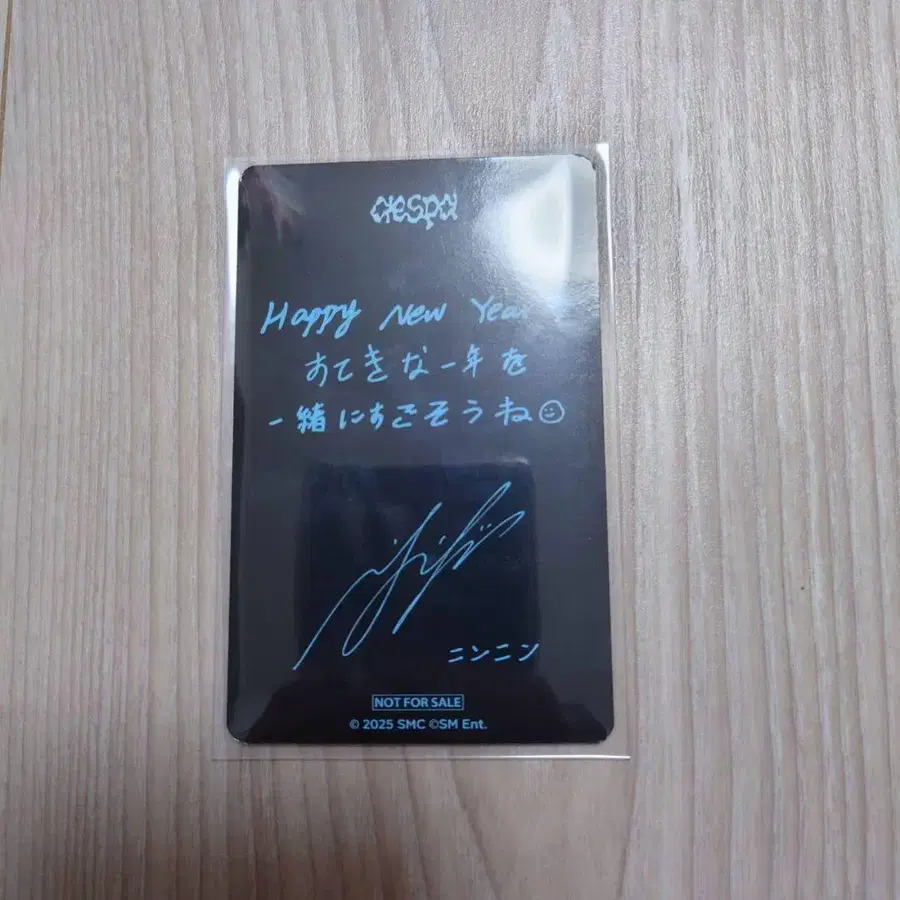 aespa
Happy New Year
すてきな一年を
一緒にすごそうね
ニンニン
NOT FOR SALE
© 2025 SMC ©SM Ent.